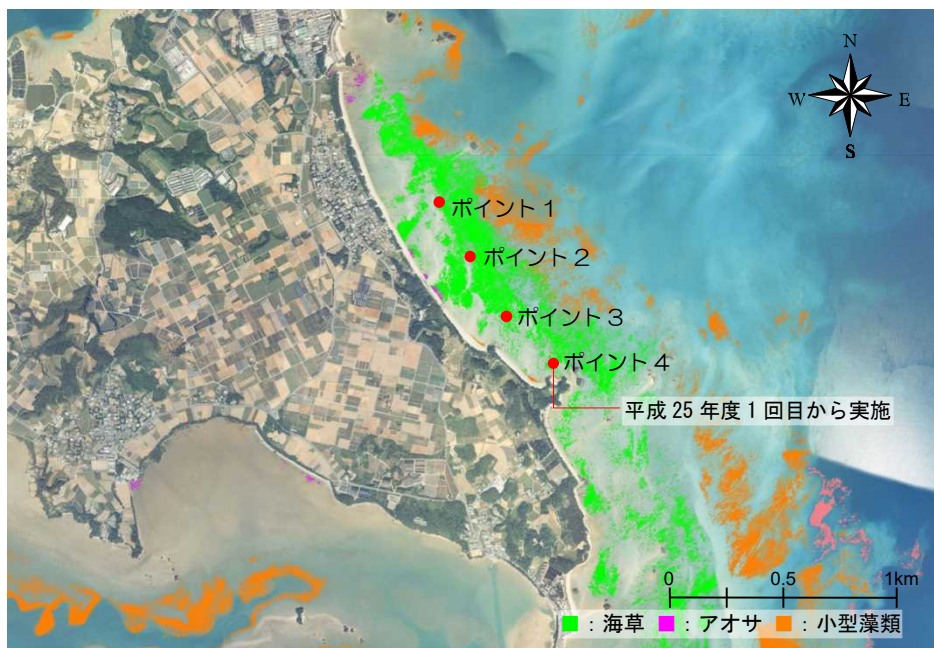 N
W
E
S
ポイント1
ポイント2
ポイント3
ポイント4
平成25年度1回目から実施
0 0.5 1km
：海草 ：アオサ ：小型藻類